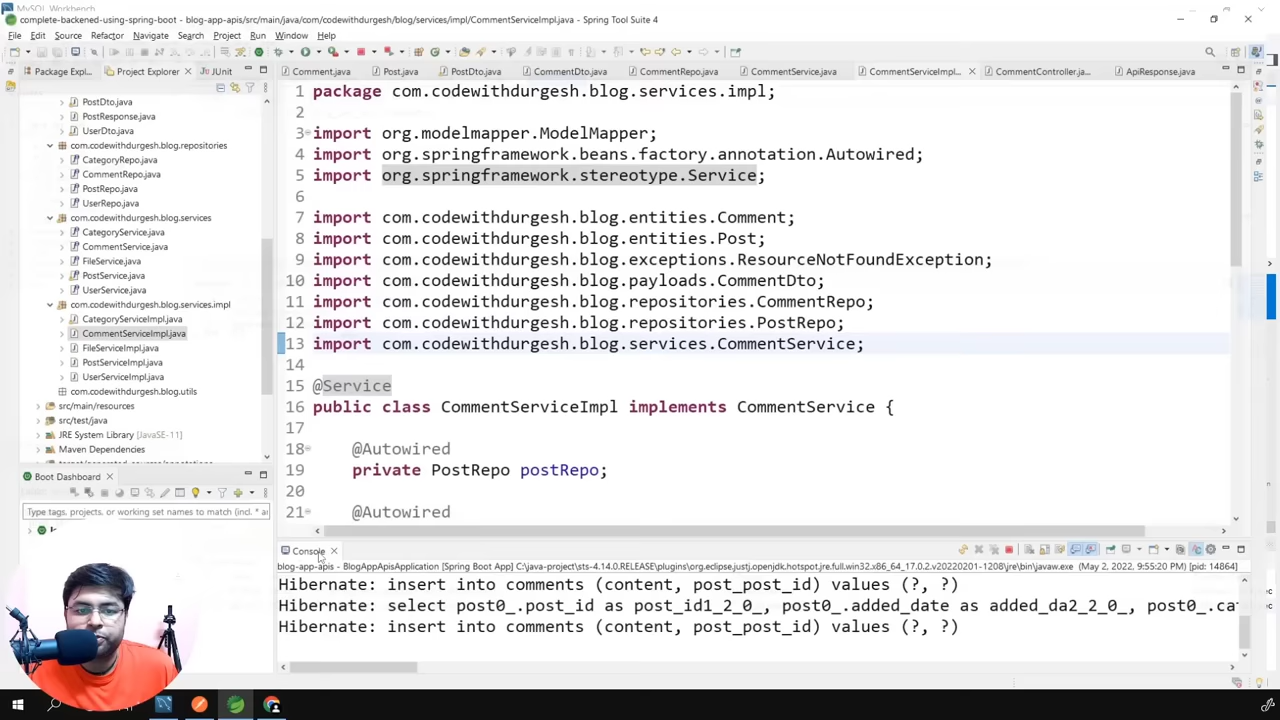 MySQL Workbench
complete-backened-using-spring-boot - blog-app-apis/src/main/java/com/codewithdurgesh/blog/services/impl/CommentServiceImpl.java - Spring Tool Suite 4
File Edit Source Refactor Navigate Search Project Run Window Help
Package Expl... Project Explorer JUnit
Comment.java Post.java PostDto.java CommentDto.java CommentRepo.java CommentService.java CommentServiceImpl... CommentController.ja... ApiResponse.java
PostDto.java
PostResponse.java
UserDto.java
com.codewithdurgesh.blog.repositories
CategoryRepo.java
CommentRepo.java
PostRepo.java
UserRepo.java
com.codewithdurgesh.blog.services
CategoryService.java
CommentService.java
FileService.java
PostService.java
UserService.java
com.codewithdurgesh.blog.services.impl
CategoryServiceImpl.java
CommentServiceImpl.java
FileServiceImpl.java
PostServiceImpl.java
UserServiceImpl.java
com.codewithdurgesh.blog.utils
src/main/resources
src/test/java
JRE System Library [JavaSE-11]
Maven Dependencies
Boot Dashboard
Type tags, projects, or working set names to match (incl. * ar
1 package com.codewithdurgesh.blog.services.impl;
2
3 import org.modelmapper.ModelMapper;
4 import org.springframework.beans.factory.annotation.Autowired;
5 import org.springframework.stereotype.Service;
6
7 import com.codewithdurgesh.blog.entities.Comment;
8 import com.codewithdurgesh.blog.entities.Post;
9 import com.codewithdurgesh.blog.exceptions.ResourceNotFoundException;
10 import com.codewithdurgesh.blog.payloads.CommentDto;
11 import com.codewithdurgesh.blog.repositories.CommentRepo;
12 import com.codewithdurgesh.blog.repositories.PostRepo;
13 import com.codewithdurgesh.blog.services.CommentService;
14
15 @Service
16 public class CommentServiceImpl implements CommentService {
17
18 @Autowired
19 private PostRepo postRepo;
20
21 @Autowired
Console
blog-app-apis - BlogAppApisApplication [Spring Boot App] C:\java-project\sts-4.14.0.RELEASE\plugins\org.eclipse.justj.openjdk.hotspot.jre.full.win32.x86_64_17.0.2.v20220201-1208\jre\bin\javaw.exe (May 2, 2022, 9:55:20 PM) [pid: 14864]
Hibernate: insert into comments (content, post_post_id) values (?, ?)
Hibernate: select post0_.post_id as post_id1_2_0_, post0_.added_date as added_da2_2_0_, post0_.cat
Hibernate: insert into comments (content, post_post_id) values (?, ?)